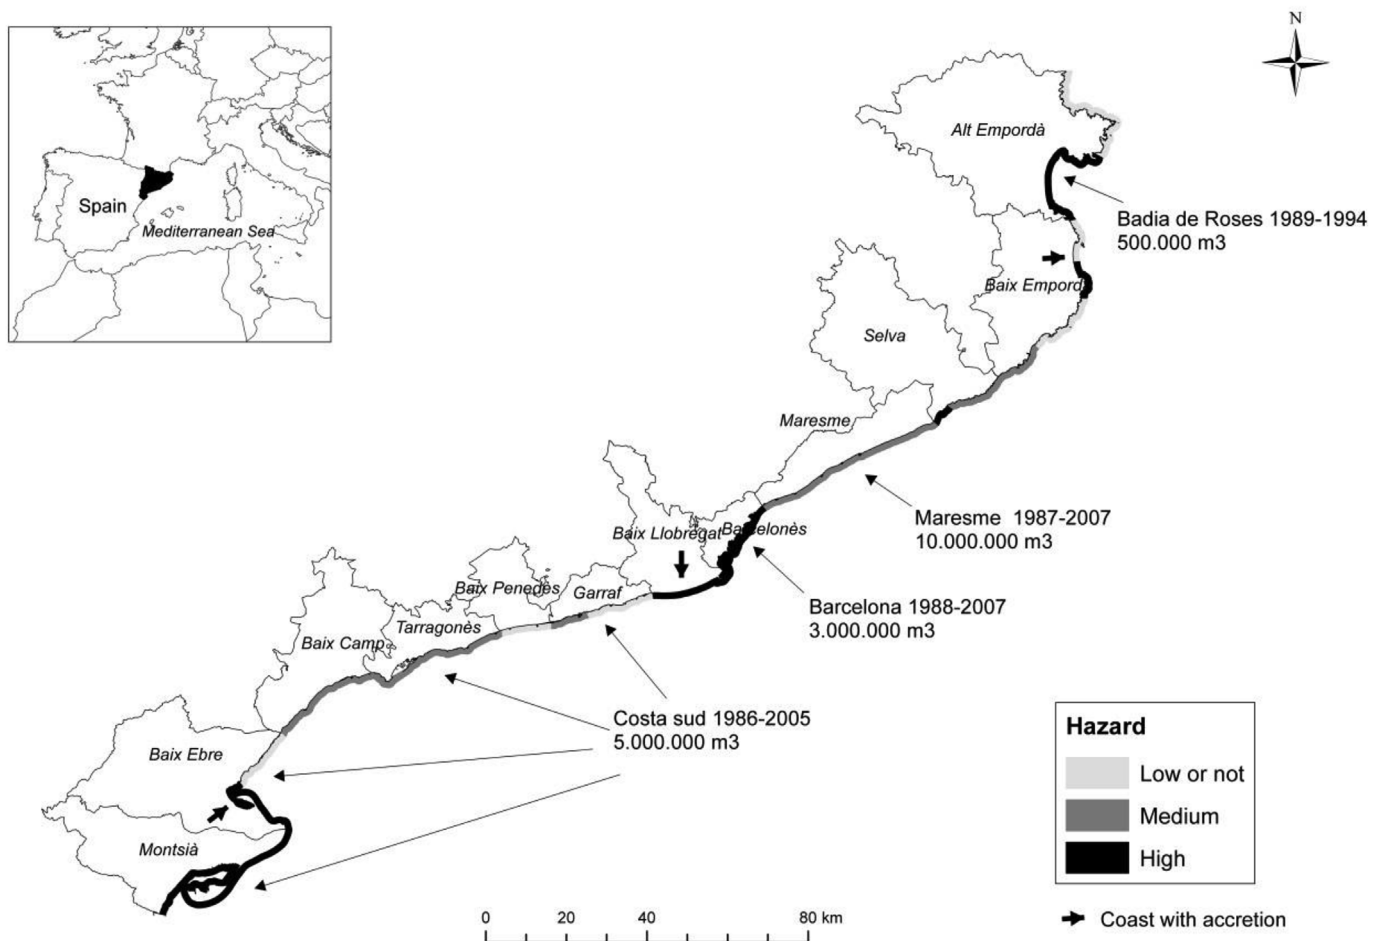 N
Spain
Mediterranean Sea
Alt Empordà
Badia de Roses 1989-1994
500.000 m3
Baix Empord
Selva
Maresme
Maresme 1987-2007
10.000.000 m3
Baix Llobregat
Barcelonès
Barcelona 1988-2007
3.000.000 m3
Baix Penedès
Garraf
Tarragonès
Baix Camp
Costa sud 1986-2005
5.000.000 m3
Baix Ebre
Montsià
Hazard
Low or not
Medium
High
Coast with accretion
0 20 40 80 km